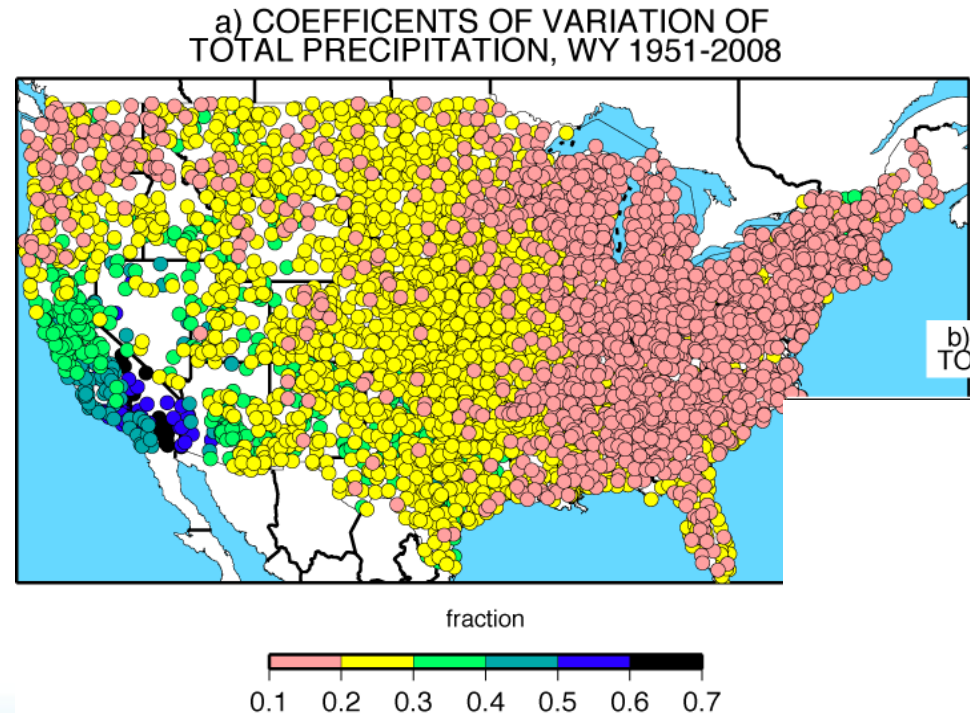 a) COEFFICENTS OF VARIATION OF
TOTAL PRECIPITATION, WY 1951-2008
b)
TO
fraction
0.1 0.2 0.3 0.4 0.5 0.6 0.7